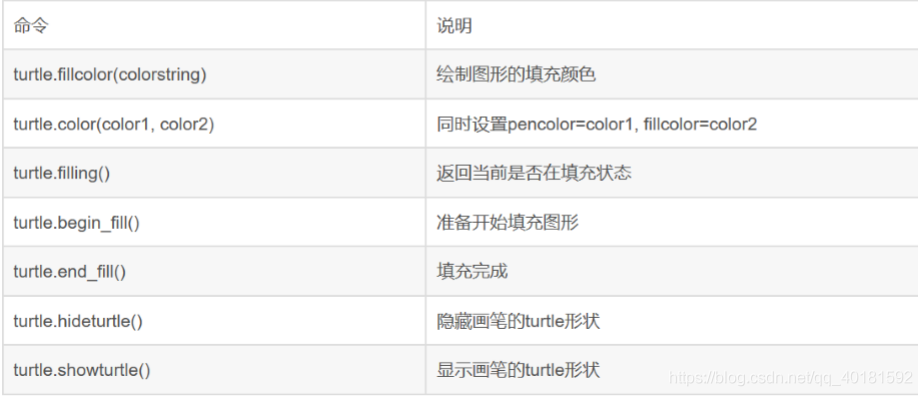 命令 说明
turtle.fillcolor(colorstring) 绘制图形的填充颜色
turtle.color(color1, color2) 同时设置pencolor=color1, fillcolor=color2
turtle.filling() 返回当前是否在填充状态
turtle.begin_fill() 准备开始填充图形
turtle.end_fill() 填充完成
turtle.hideturtle() 隐藏画笔的turtle形状
turtle.showturtle() 显示画笔的turtle形状
https://blog.csdn.net/qq_40181592